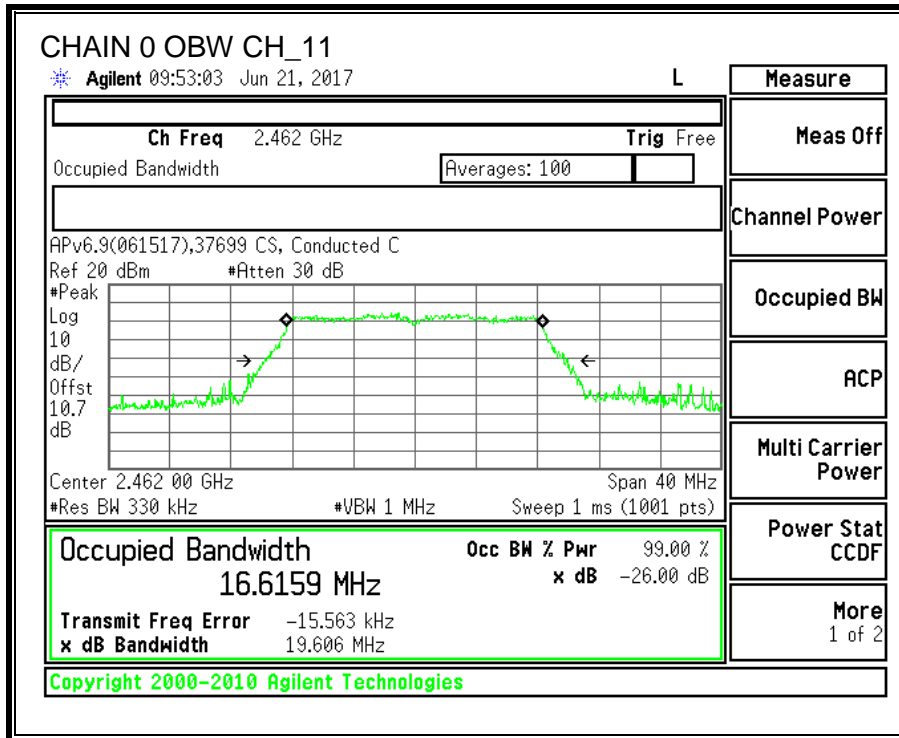 CHAIN 0 OBW CH_11
Agilent 09:53:03 Jun 21, 2017 L
Measure
Ch Freq 2.462 GHz Trig Free
Meas Off
Occupied Bandwidth Averages: 100
Channel Power
APv6.9(061517),37699 CS, Conducted C
Ref 20 dBm #Atten 30 dB
#Peak
Log
10
dB/
Offst
10.7
dB
Occupied BW
ACP
Multi Carrier
Power
Center 2.462 00 GHz Span 40 MHz
#Res BW 330 kHz #VBW 1 MHz Sweep 1 ms (1001 pts)
Power Stat
CCDF
Occupied Bandwidth Occ BW % Pwr 99.00 %
16.6159 MHz x dB -26.00 dB
Transmit Freq Error -15.563 kHz
x dB Bandwidth 19.606 MHz
More
1 of 2
Copyright 2000-2010 Agilent Technologies